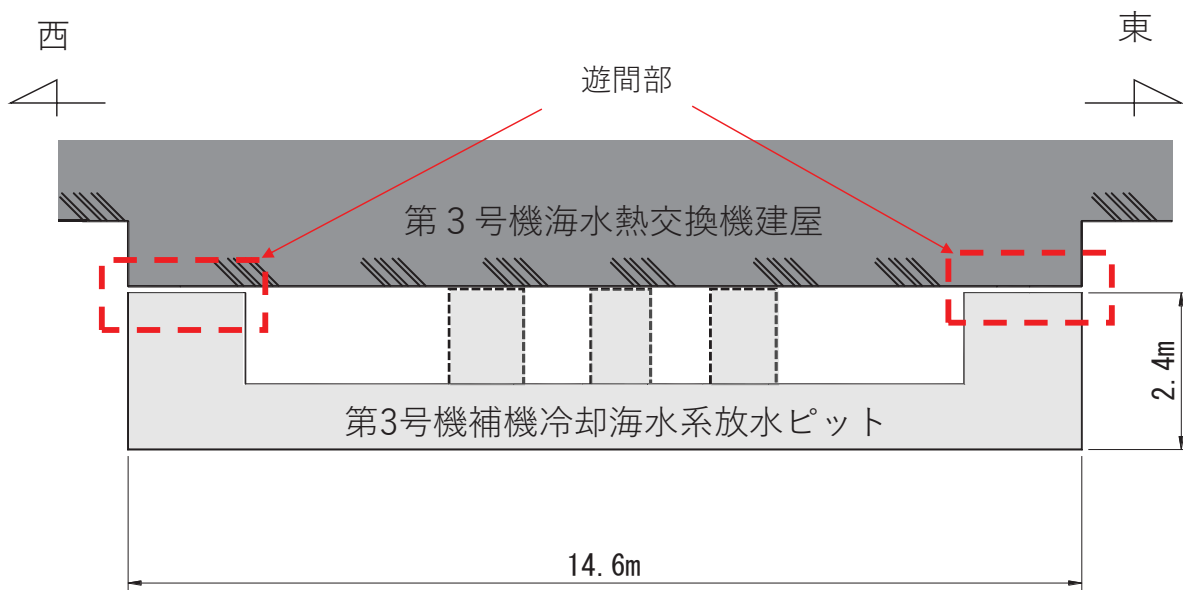 西
東
遊間部
第３号機海水熱交換機建屋
第3号機補機冷却海水系放水ピット
2.4m
14.6m